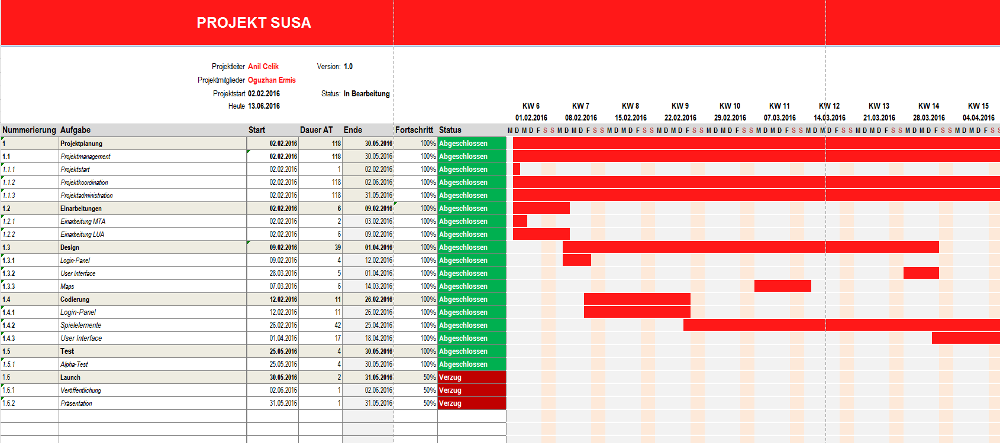 PROJEKT SUSA
Projektleiter Anil Celik Version: 1.0
Projektmitglieder Oguzhan Ermis
Projektstart 02.02.2016 Status: In Bearbeitung
Heute 13.06.2016
KW 6 KW 7 KW 8 KW 9 KW 10 KW 11 KW 12 KW 13 KW 14 KW 15
01.02.2016 08.02.2016 15.02.2016 22.02.2016 29.02.2016 07.03.2016 14.03.2016 21.03.2016 28.03.2016 04.04.2016
Nummerierung Aufgabe Start Dauer AT Ende Fortschritt Status M D M D F S S M D M D F S S M D M D F S S M D M D F S S M D M D F S S M D M D F S S M D M D F S S M D M D F S S M D M D F S S M D M D F S S
1 Projektplanung 02.02.2016 118 30.05.2016 100% Abgeschlossen
1.1 Projektmanagement 02.02.2016 118 30.05.2016 100% Abgeschlossen
1.1.1 Projektstart 02.02.2016 1 02.02.2016 100% Abgeschlossen
1.1.2 Projektkoordination 02.02.2016 118 02.06.2016 100% Abgeschlossen
1.1.3 Projektadministration 02.02.2016 118 31.05.2016 100% Abgeschlossen
1.2 Einarbeitungen 02.02.2016 6 09.02.2016 100% Abgeschlossen
1.2.1 Einarbeitung MTA 02.02.2016 2 03.02.2016 100% Abgeschlossen
1.2.2 Einarbeitung LUA 02.02.2016 6 09.02.2016 100% Abgeschlossen
1.3 Design 09.02.2016 39 01.04.2016 100% Abgeschlossen
1.3.1 Login-Panel 09.02.2016 4 12.02.2016 100% Abgeschlossen
1.3.2 User Interface 28.03.2016 5 01.04.2016 100% Abgeschlossen
1.3.3 Maps 07.03.2016 6 14.03.2016 100% Abgeschlossen
1.4 Codierung 12.02.2016 11 26.02.2016 100% Abgeschlossen
1.4.1 Login-Panel 12.02.2016 11 26.02.2016 100% Abgeschlossen
1.4.2 Spielelemente 26.02.2016 42 25.04.2016 100% Abgeschlossen
1.4.3 User Interface 01.04.2016 17 18.04.2016 100% Abgeschlossen
1.5 Test 25.05.2016 4 30.05.2016 100% Abgeschlossen
1.5.1 Alpha-Test 25.05.2016 4 30.05.2016 100% Abgeschlossen
1.6 Launch 30.05.2016 2 31.05.2016 50% Verzug
1.6.1 Veröffentlichung 02.06.2016 1 02.06.2016 50% Verzug
1.6.2 Präsentation 31.05.2016 1 31.05.2016 50% Verzug